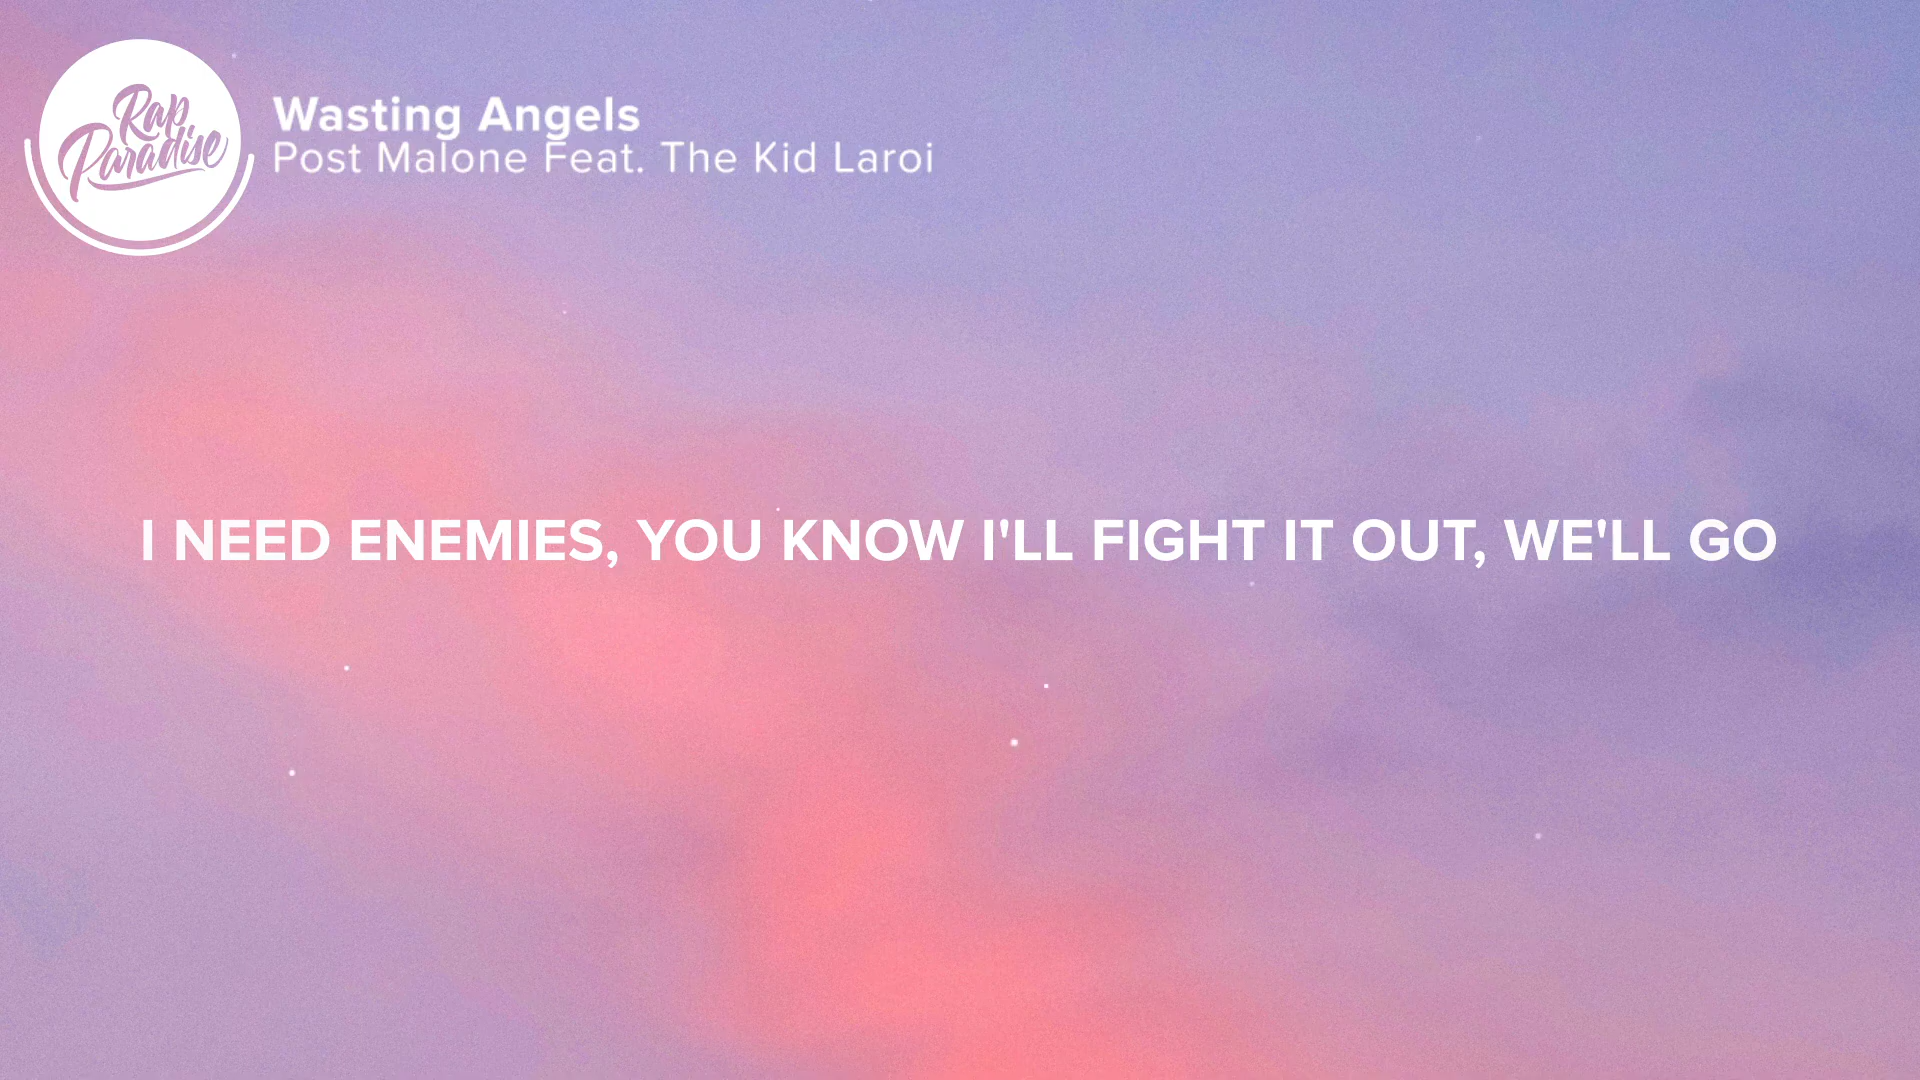 Rap
Paradise
Wasting Angels
Post Malone Feat. The Kid Laroi
I NEED ENEMIES, YOU KNOW I'LL FIGHT IT OUT, WE'LL GO